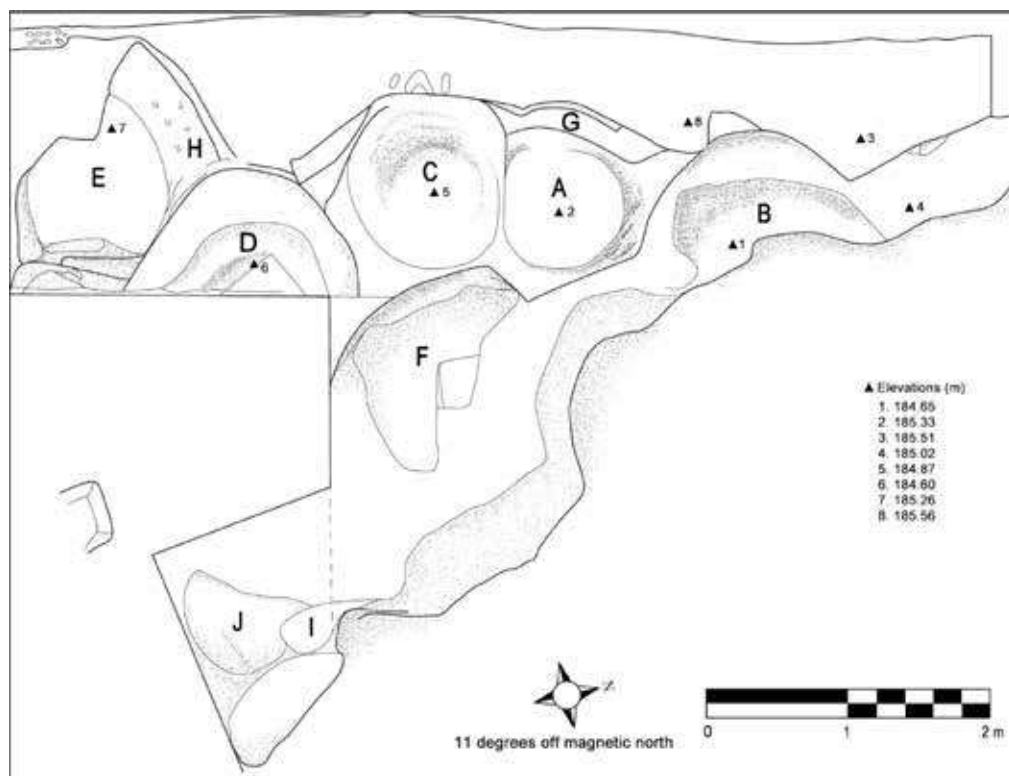 G
▲8
▲7
▲3
H
E
C
▲5
A
▲2
B
▲4
▲1
D
▲6
F
▲ Elevations (m)
1. 184.65
2. 185.33
3. 185.51
4. 185.02
5. 184.87
6. 184.60
7. 185.26
8. 185.56
J
I
11 degrees off magnetic north
0 1 2 m